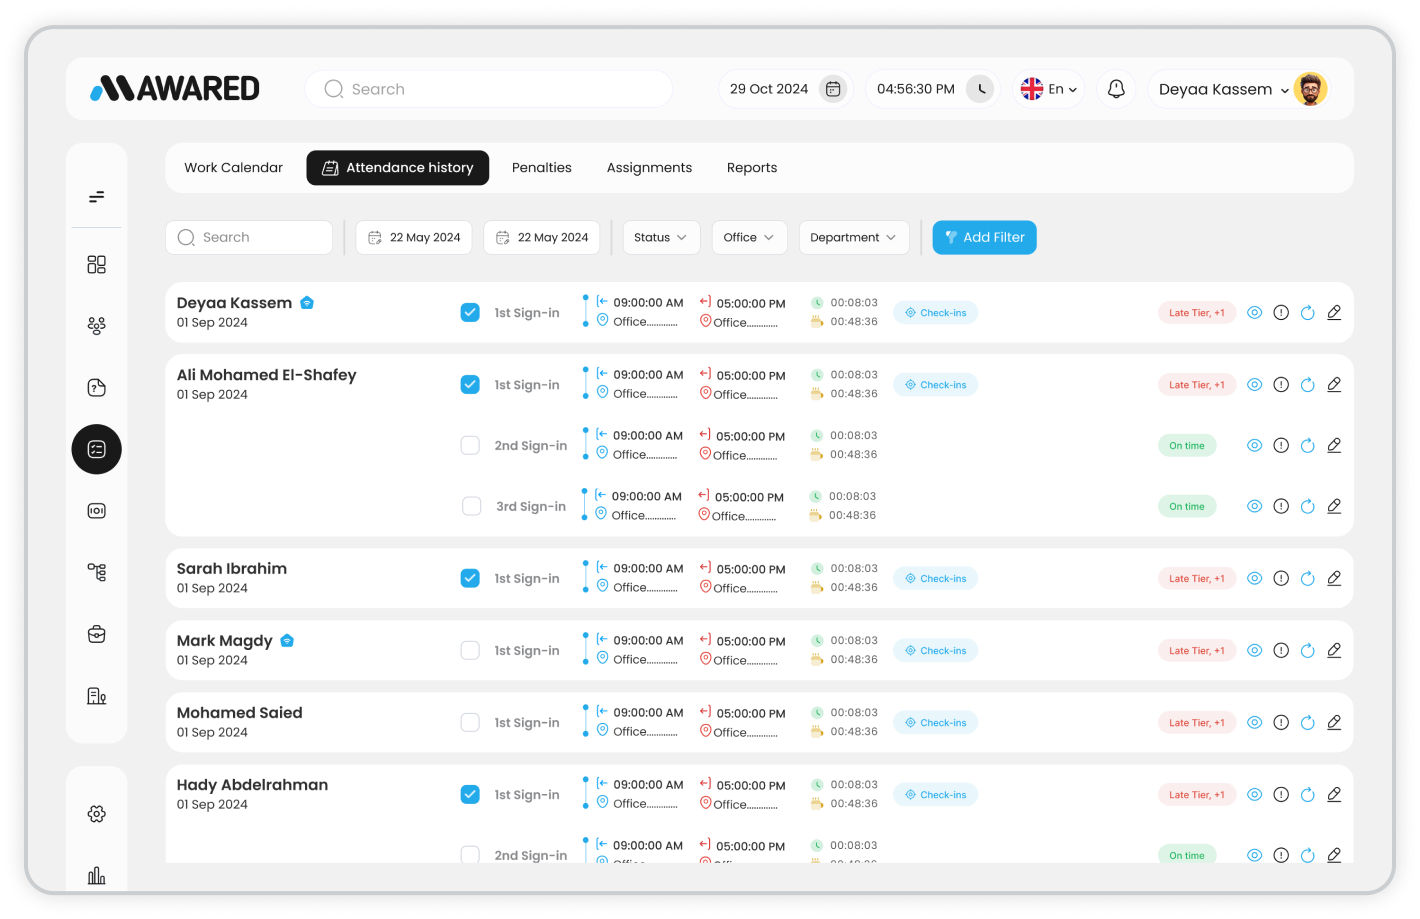 MAWARED
Search
29 Oct 2024
04:56:30 PM
En
Deyaa Kassem
Work Calendar
Attendance history
Penalties
Assignments
Reports
Search
22 May 2024
22 May 2024
Status
Office
Department
Add Filter
Deyaa Kassem
01 Sep 2024
1st Sign-in
09:00:00 AM
Office.............
05:00:00 PM
Office.............
00:08:03
00:48:36
Check-ins
Late Tier, +1
Ali Mohamed El-Shafey
01 Sep 2024
1st Sign-in
09:00:00 AM
Office.............
05:00:00 PM
Office.............
00:08:03
00:48:36
Check-ins
Late Tier, +1
2nd Sign-in
09:00:00 AM
Office.............
05:00:00 PM
Office.............
00:08:03
00:48:36
On time
3rd Sign-in
09:00:00 AM
Office.............
05:00:00 PM
Office.............
00:08:03
00:48:36
On time
Sarah Ibrahim
01 Sep 2024
1st Sign-in
09:00:00 AM
Office.............
05:00:00 PM
Office.............
00:08:03
00:48:36
Check-ins
Late Tier, +1
Mark Magdy
01 Sep 2024
1st Sign-in
09:00:00 AM
Office.............
05:00:00 PM
Office.............
00:08:03
00:48:36
Check-ins
Late Tier, +1
Mohamed Saied
01 Sep 2024
1st Sign-in
09:00:00 AM
Office.............
05:00:00 PM
Office.............
00:08:03
00:48:36
Check-ins
Late Tier, +1
Hady Abdelrahman
01 Sep 2024
1st Sign-in
09:00:00 AM
Office.............
05:00:00 PM
Office.............
00:08:03
00:48:36
Check-ins
Late Tier, +1
2nd Sign-in
09:00:00 AM
05:00:00 PM
00:08:03
On time